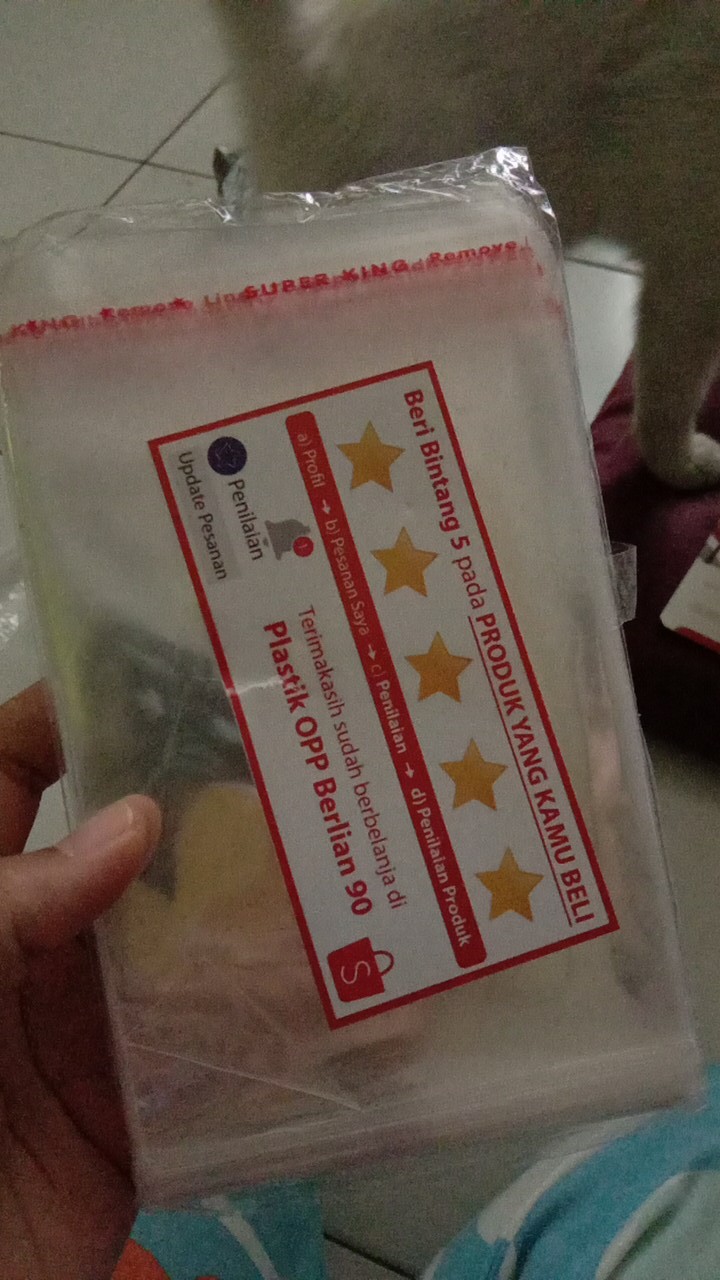 SUPER KING Remove
Beri Bintang 5 pada PRODUK YANG KAMU BELI
a) Profil → b) Pesanan Saya → c) Penilaian → d) Penilaian Produk
1
Penilaian
Update Pesanan
Terimakasih sudah berbelanja di
Plastik OPP Berlian 90
S